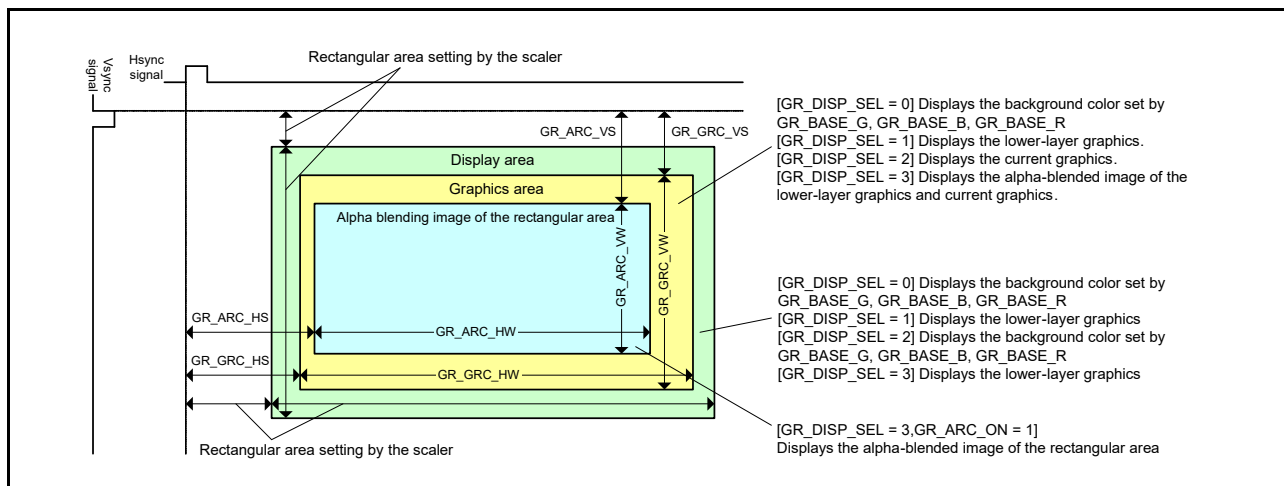 Rectangular area setting by the scaler
Hsync
signal
Vsync
signal
[GR_DISP_SEL = 0] Displays the background color set by
GR_BASE_G, GR_BASE_B, GR_BASE_R
[GR_DISP_SEL = 1] Displays the lower-layer graphics.
[GR_DISP_SEL = 2] Displays the current graphics.
[GR_DISP_SEL = 3] Displays the alpha-blended image of the
lower-layer graphics and current graphics.
GR_ARC_VS
GR_GRC_VS
Display area
Graphics area
Alpha blending image of the rectangular area
GR_ARC_VW
GR_GRC_VW
[GR_DISP_SEL = 0] Displays the background color set by
GR_BASE_G, GR_BASE_B, GR_BASE_R
[GR_DISP_SEL = 1] Displays the lower-layer graphics
[GR_DISP_SEL = 2] Displays the background color set by
GR_BASE_G, GR_BASE_B, GR_BASE_R
[GR_DISP_SEL = 3] Displays the lower-layer graphics
GR_ARC_HS
GR_ARC_HW
GR_GRC_HS
GR_GRC_HW
Rectangular area setting by the scaler
[GR_DISP_SEL = 3,GR_ARC_ON = 1]
Displays the alpha-blended image of the rectangular area